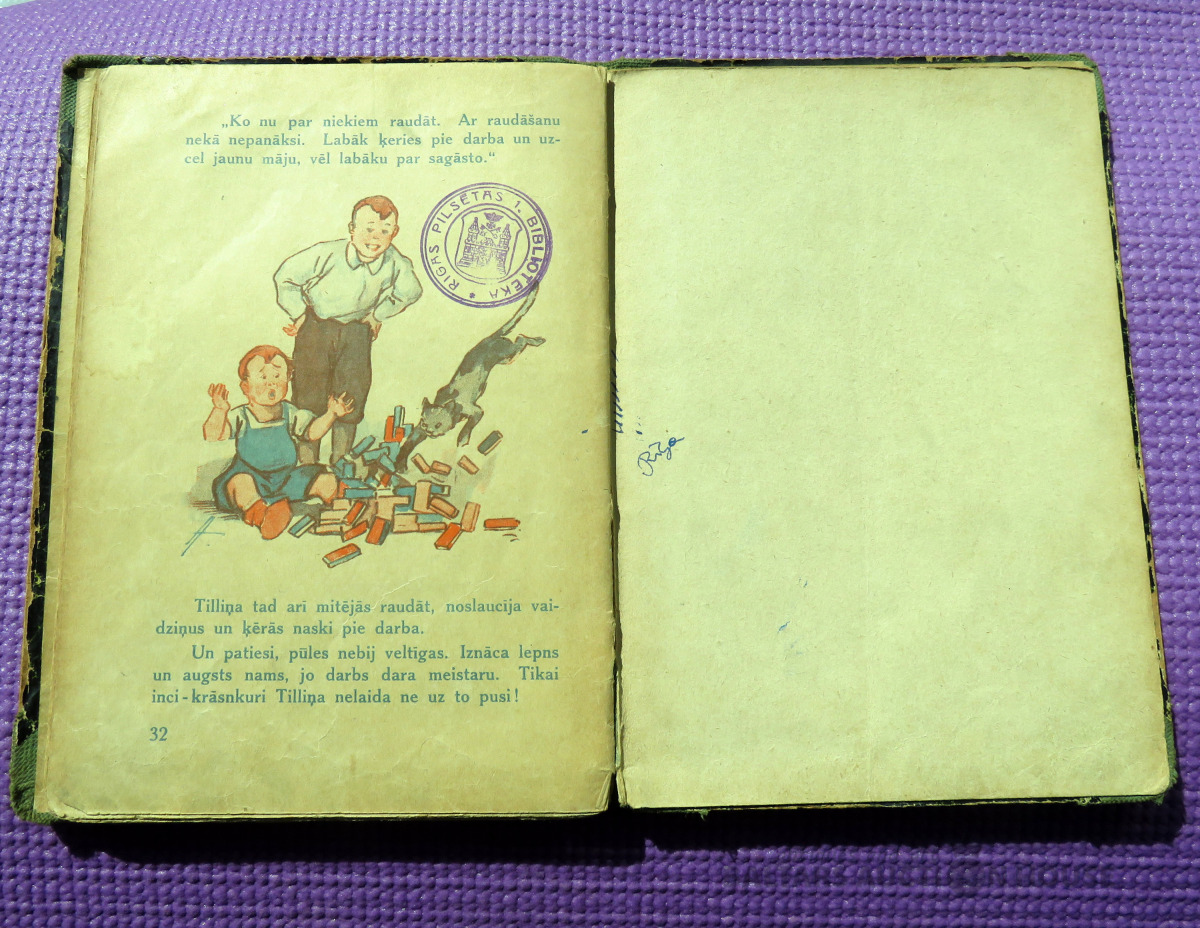 „Ko nu par niekiem raudāt. Ar raudāšanu
nekā nepanāksi. Labāk ķeries pie darba un uz-
cel jaunu māju, vēl labāku par sagāsto.“
RIGAS PILSĒTAS 1. BIBLIOTEKA *
Tilliņa tad arī mitējās raudāt, noslaucīja vai-
dziņus un ķērās naski pie darba.
Un patiesi, pūles nebij veltīgas. Iznāca lepns
un augsts nams, jo darbs dara meistaru. Tikai
inci-krāsnkuri Tilliņa nelaida ne uz to pusi!
32